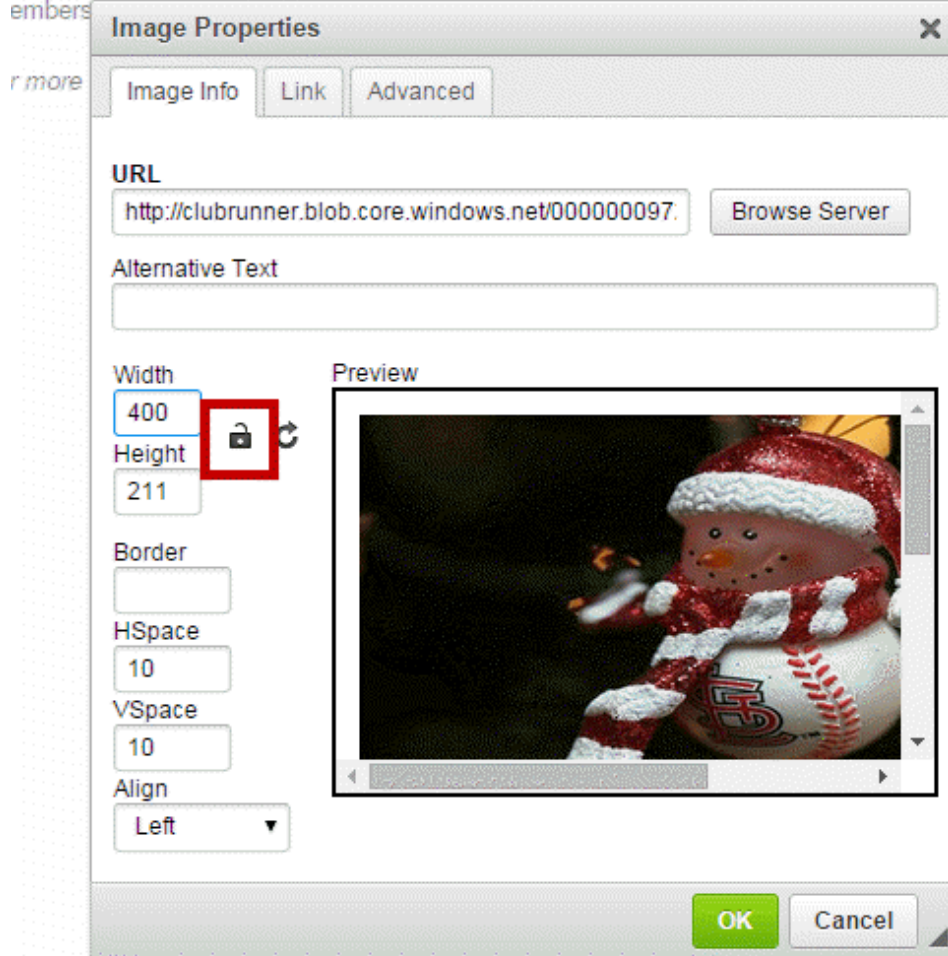 embers
r more
Image Properties
Image Info Link Advanced
URL
http://clubrunner.blob.core.windows.net/000000097 Browse Server
Alternative Text
Width
400
Height
211
Preview
Border
HSpace
10
VSpace
10
Align
Left
OK Cancel